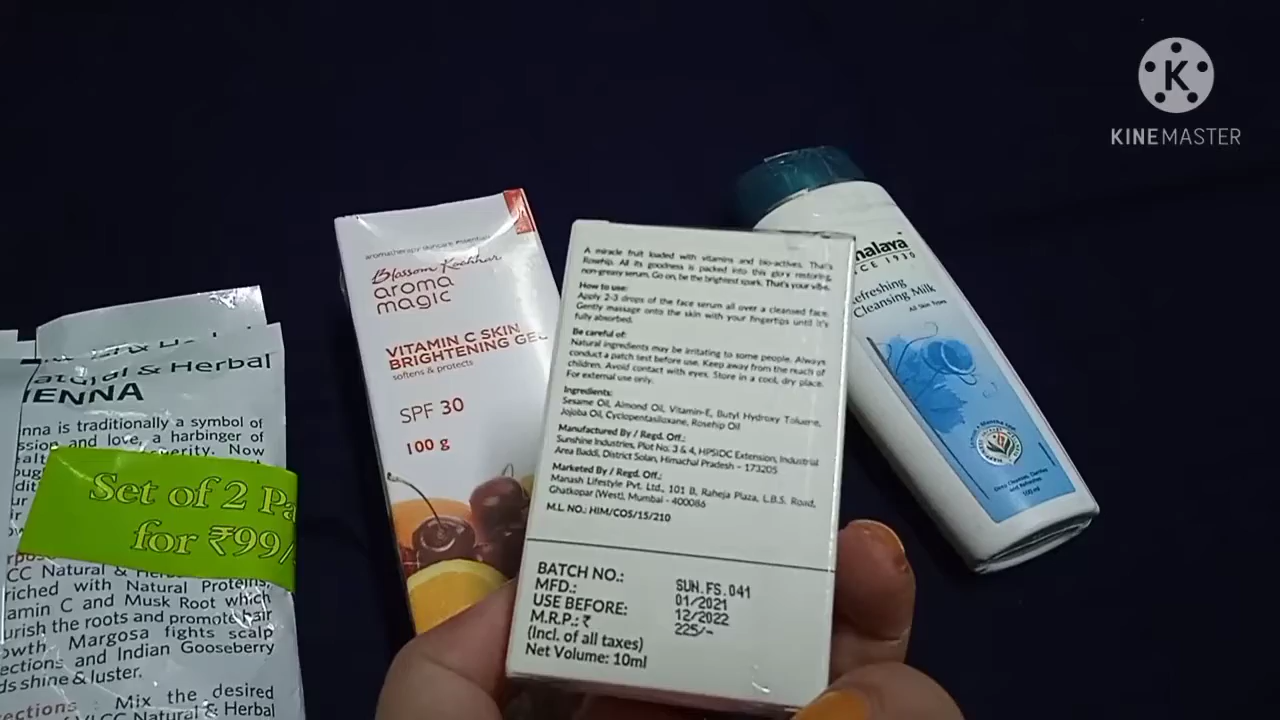 KINEMASTER
atural & Herbal
ENNA
nna is traditionally a symbol of
ssion and love, a harbinger of
erity. Now
Set of 2 Pa
for ₹99/
CC Natural &
riched with Natural Proteins,
amin C and Musk Root which
urish the roots and promote hair
owth. Margosa fights scalp
ections and Indian Gooseberry
ds shine & luster.
ections : Mix the desired
VLCC Natural & Herbal
aromatherapy skincare essentials
Blossom Kochhar
aroma
magic
VITAMIN C SKIN
BRIGHTENING GEL
softens & protects
SPF 30
100 g
A miracle fruit loaded with vitamins and bio-actives. That's
Rosehip. All its goodness is packed into this glory restoring,
non-greasy serum. Go on, be the brightest spark. That's your vibe.
How to use:
Apply 2-3 drops of the face serum all over a cleansed face.
Gently massage onto the skin with your fingertips until it's
fully absorbed.
Be careful of:
Natural ingredients may be irritating to some people. Always
conduct a patch test before use. Keep away from the reach of
children. Avoid contact with eyes. Store in a cool, dry place.
For external use only.
Ingredients:
Sesame Oil, Almond Oil, Vitamin-E, Butyl Hydroxy Toluene,
Jojoba Oil, Cyclopentasiloxane, Rosehip Oil
Manufactured By / Regd. Off.:
Sunshine Industries, Plot No. 3 & 4, HPSIDC Extension, Industrial
Area Baddi, District Solan, Himachal Pradesh – 173205
Marketed By / Regd. Off.:
Manash Lifestyle Pvt. Ltd., 101 B, Raheja Plaza, L.B.S. Road,
Ghatkopar (West), Mumbai - 400086
M.L. NO.: HIM/COS/15/210
BATCH NO.: SUN.FS.041
MFD.: 01/2021
USE BEFORE: 12/2022
M.R.P.: ₹ 225/-
(Incl. of all taxes)
Net Volume: 10ml
malaya
CE 1930
efreshing
Cleansing Milk
All Skin Types
100 ml